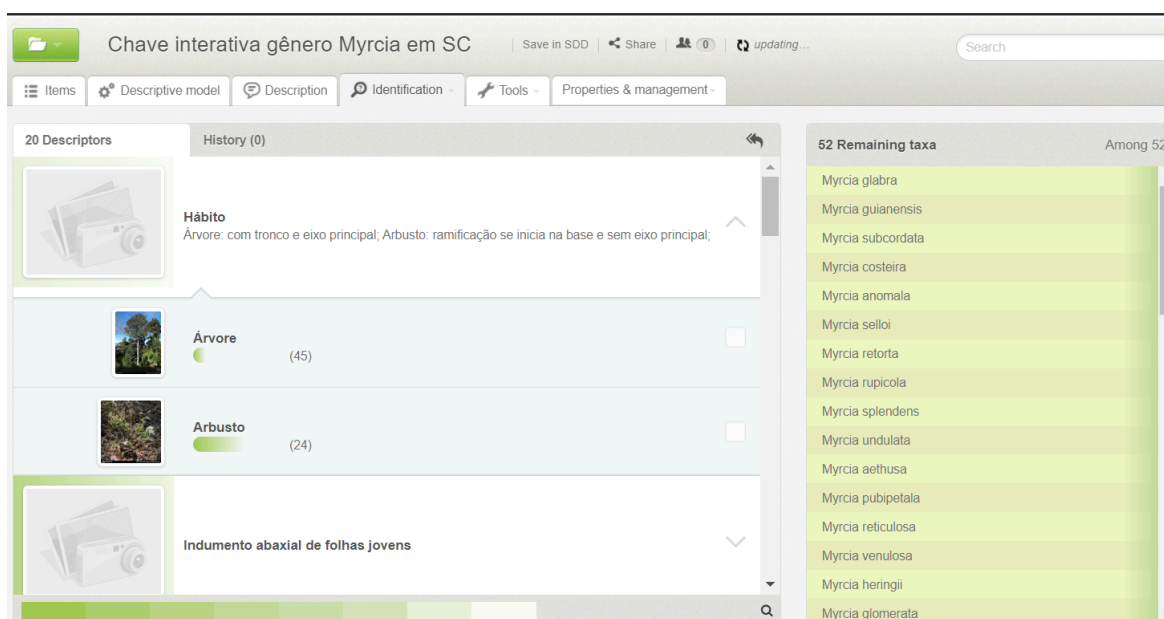 Chave interativa gênero Myrcia em SC
Save in SDD
Share
0
updating...
Search
Items
Descriptive model
Description
Identification
Tools
Properties & management
20 Descriptors
History (0)
Hábito
Árvore: com tronco e eixo principal; Arbusto: ramificação se inicia na base e sem eixo principal;
Árvore
(45)
Arbusto
(24)
Indumento abaxial de folhas jovens
52 Remaining taxa
Among 52
Myrcia glabra
Myrcia guianensis
Myrcia subcordata
Myrcia costeira
Myrcia anomala
Myrcia selloi
Myrcia retorta
Myrcia rupicola
Myrcia splendens
Myrcia undulata
Myrcia aethusa
Myrcia pubipetala
Myrcia reticulosa
Myrcia venulosa
Myrcia heringii
Myrcia glomerata